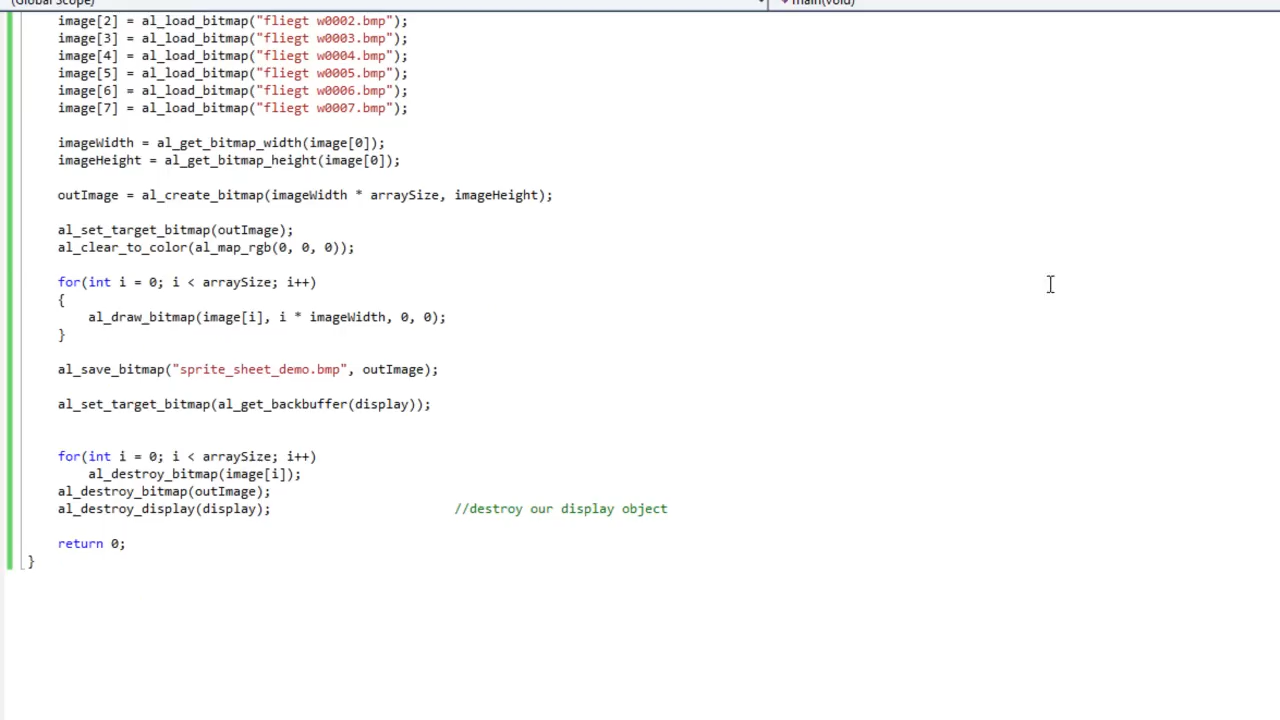 (Global Scope) main(void)
image[2] = al_load_bitmap("fliegt w0002.bmp");
image[3] = al_load_bitmap("fliegt w0003.bmp");
image[4] = al_load_bitmap("fliegt w0004.bmp");
image[5] = al_load_bitmap("fliegt w0005.bmp");
image[6] = al_load_bitmap("fliegt w0006.bmp");
image[7] = al_load_bitmap("fliegt w0007.bmp");
imageWidth = al_get_bitmap_width(image[0]);
imageHeight = al_get_bitmap_height(image[0]);
outImage = al_create_bitmap(imageWidth * arraySize, imageHeight);
al_set_target_bitmap(outImage);
al_clear_to_color(al_map_rgb(0, 0, 0));
for(int i = 0; i < arraySize; i++)
{
al_draw_bitmap(image[i], i * imageWidth, 0, 0);
}
al_save_bitmap("sprite_sheet_demo.bmp", outImage);
al_set_target_bitmap(al_get_backbuffer(display));
for(int i = 0; i < arraySize; i++)
al_destroy_bitmap(image[i]);
al_destroy_bitmap(outImage);
al_destroy_display(display); //destroy our display object
return 0;
}